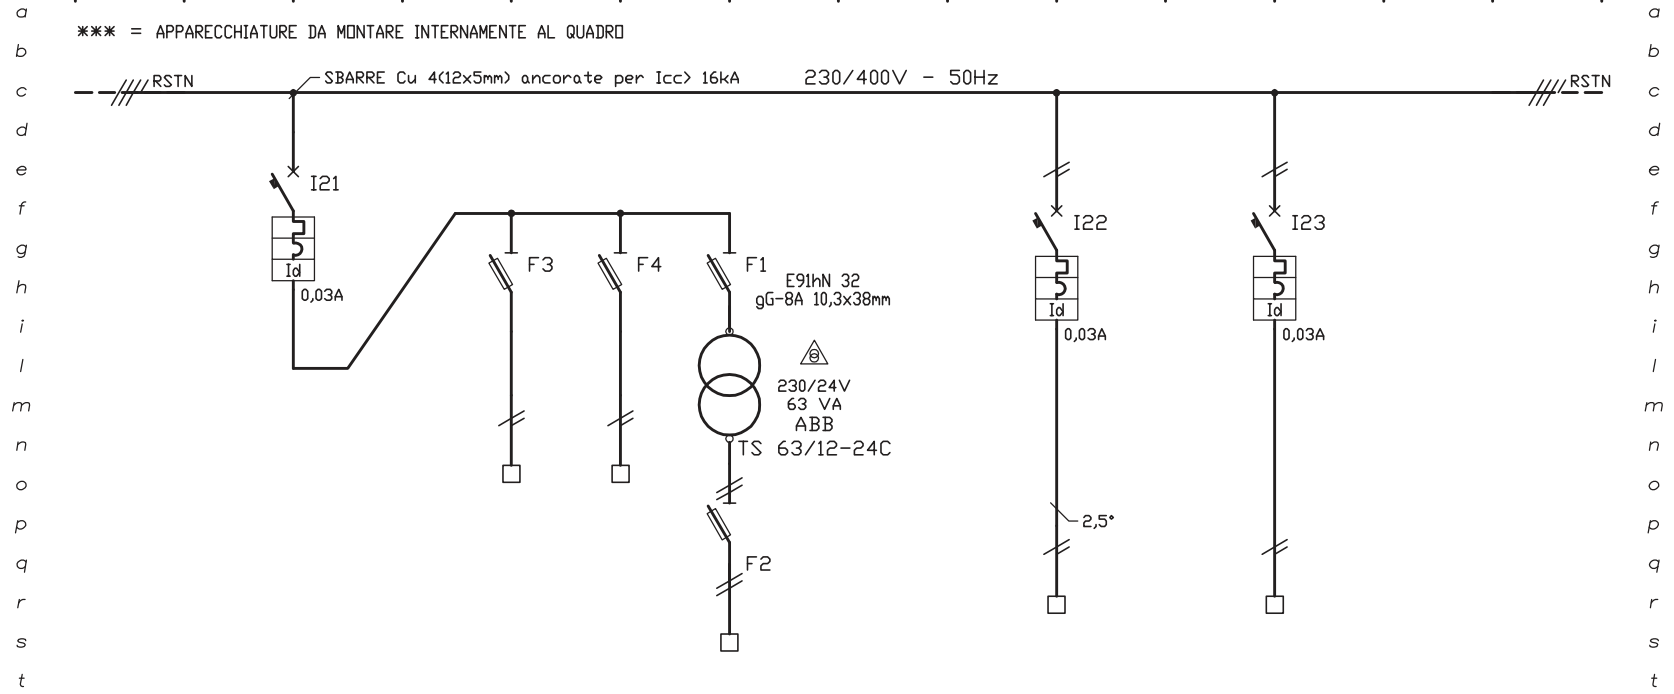 a a
*** = APPARECCHIATURE DA MONTARE INTERNAMENTE AL QUADRO
b b
RSTN SBARRE Cu 4(12x5mm) ancorate per Icc> 16kA 230/400V - 50Hz RSTN
c c
d d
e e
I21
f f
I22 I23
g g
F3 F4 F1
Id
E91hN 32
h h
0,03A gG-8A 10,3x38mm
Id Id
i i
0,03A 0,03A
l l
230/24V
63 VA
m m
ABB
n n
TS 63/12-24C
o o
2,5°
p p
q q
F2
r r
s s
t t